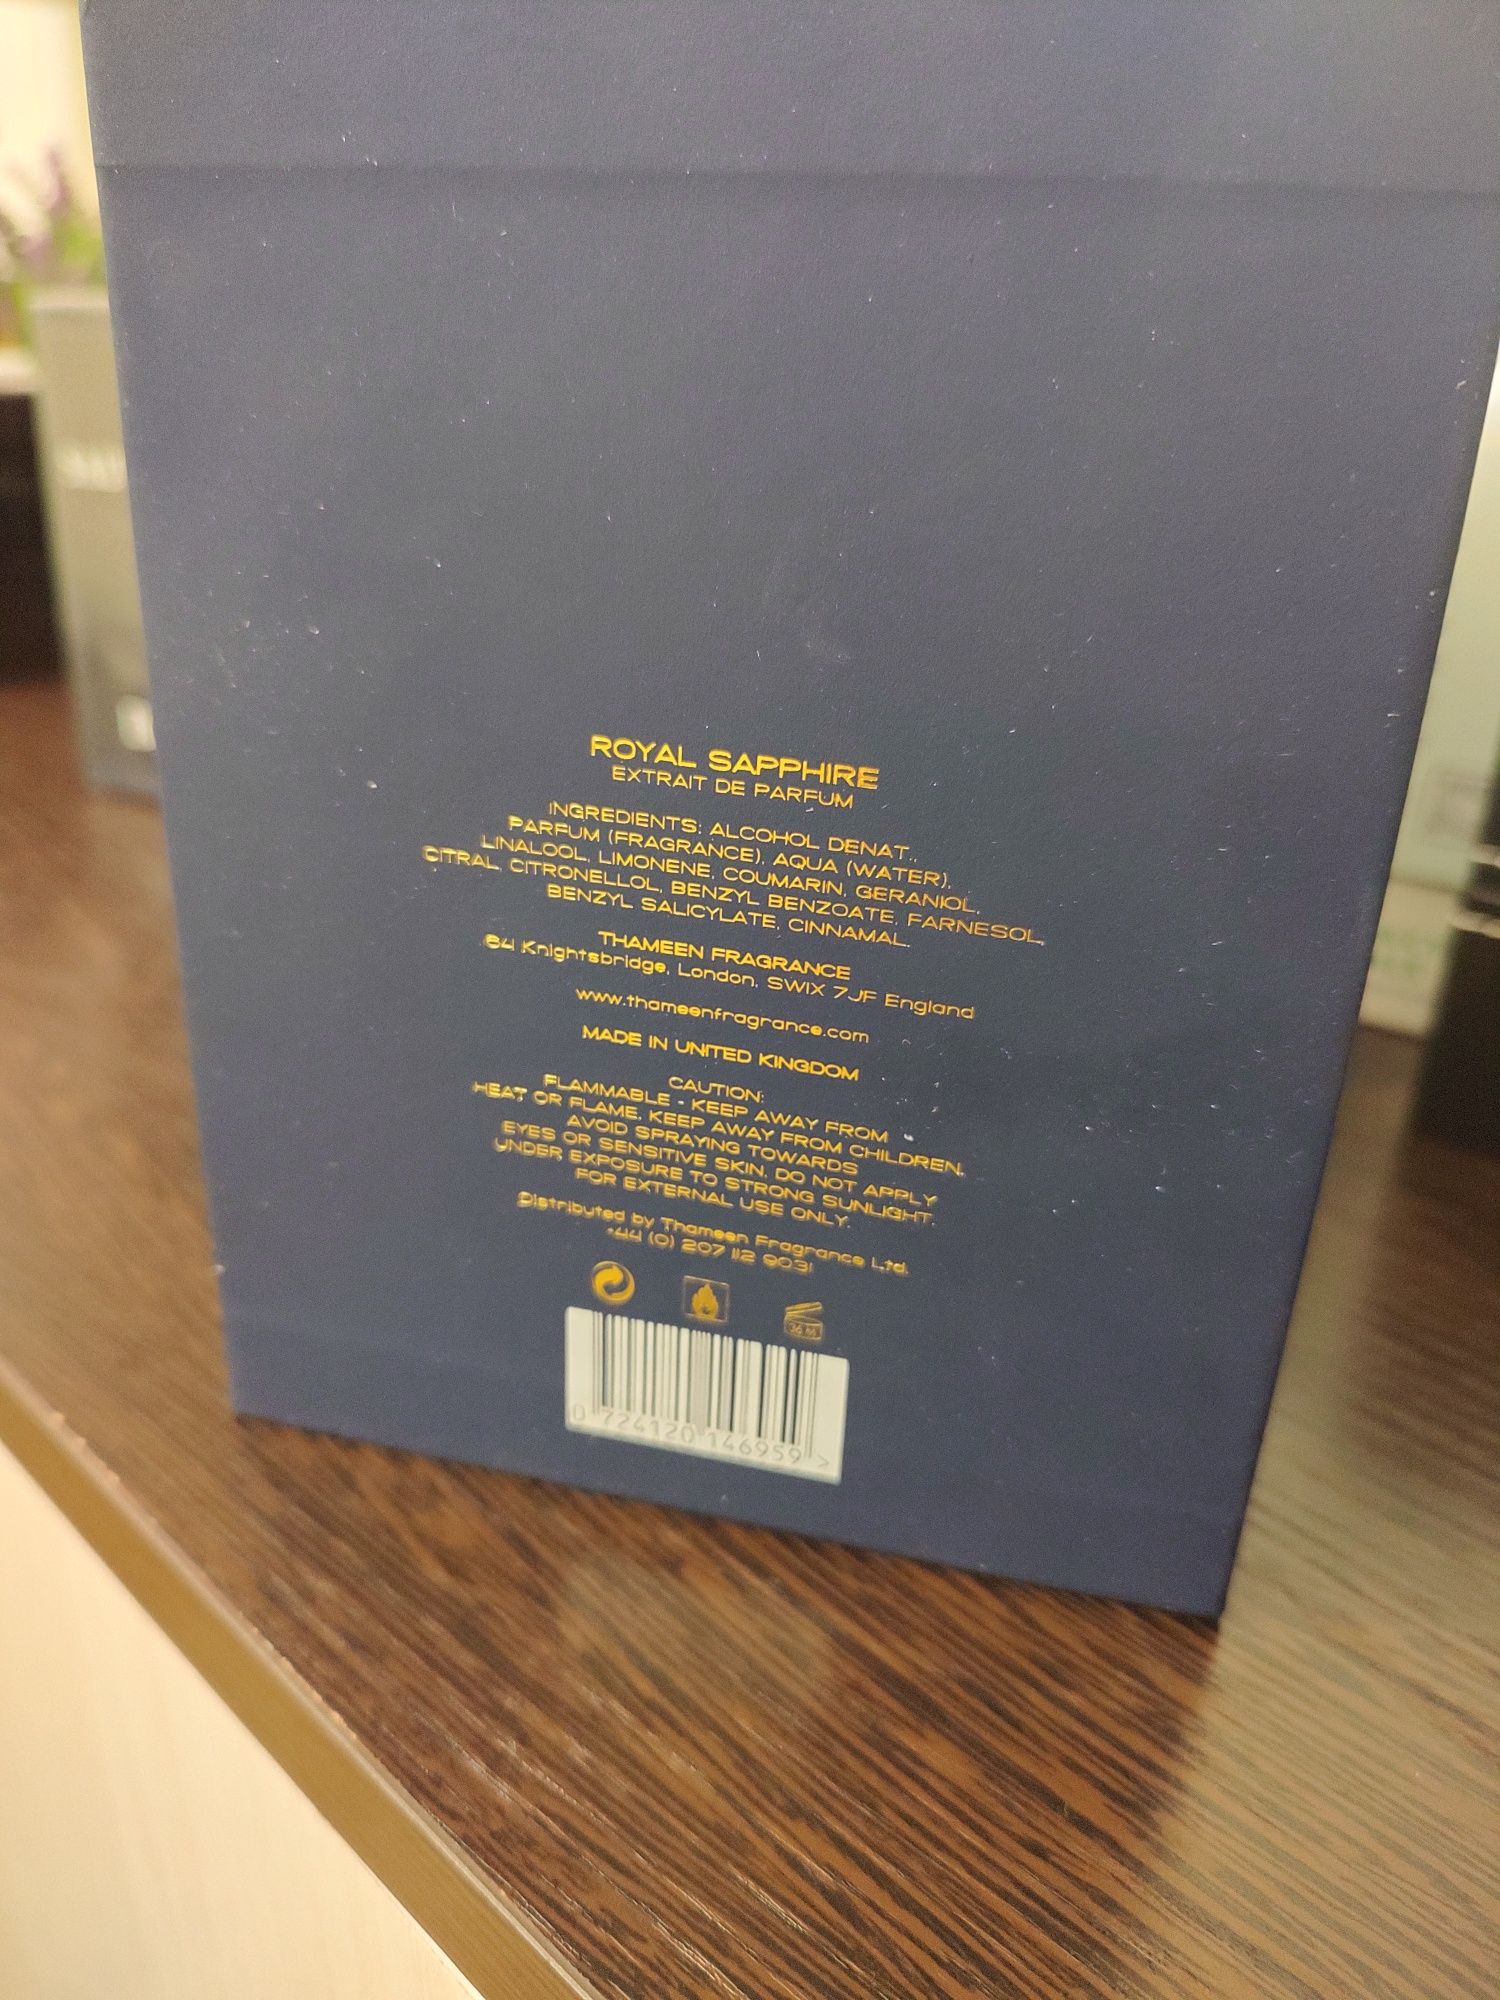 ROYAL SAPPHIRE
EXTRAIT DE PARFUM
INGREDIENTS: ALCOHOL DENAT.,
PARFUM (FRAGRANCE), AQUA (WATER),
LINALOOL, LIMONENE, COUMARIN, GERANIOL,
CITRAL, CITRONELLOL, BENZYL BENZOATE, FARNESOL,
BENZYL SALICYLATE, CINNAMAL.
THAMEEN FRAGRANCE
64 Knightsbridge, London, SW1X 7JF England
www.thameenfragrance.com
MADE IN UNITED KINGDOM
CAUTION:
FLAMMABLE - KEEP AWAY FROM
HEAT OR FLAME. KEEP AWAY FROM CHILDREN.
AVOID SPRAYING TOWARDS
EYES OR SENSITIVE SKIN. DO NOT APPLY
UNDER EXPOSURE TO STRONG SUNLIGHT.
FOR EXTERNAL USE ONLY.
Distributed by Thameen Fragrance Ltd.
+44 (0) 207 112 9031
36 M
0 724120 146959 >